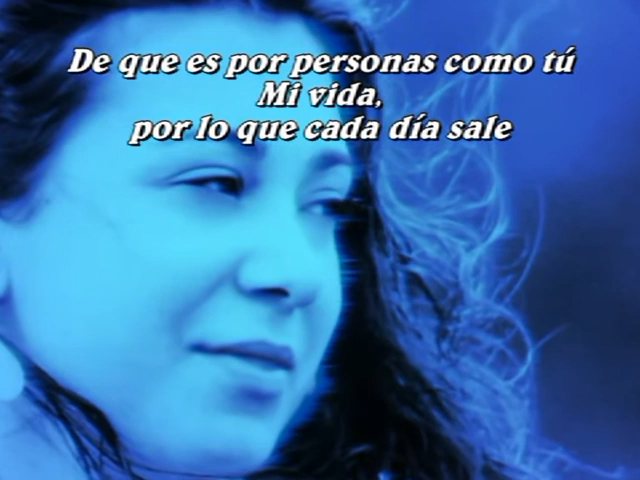 De que es por personas como tú
Mi vida,
por lo que cada día sale